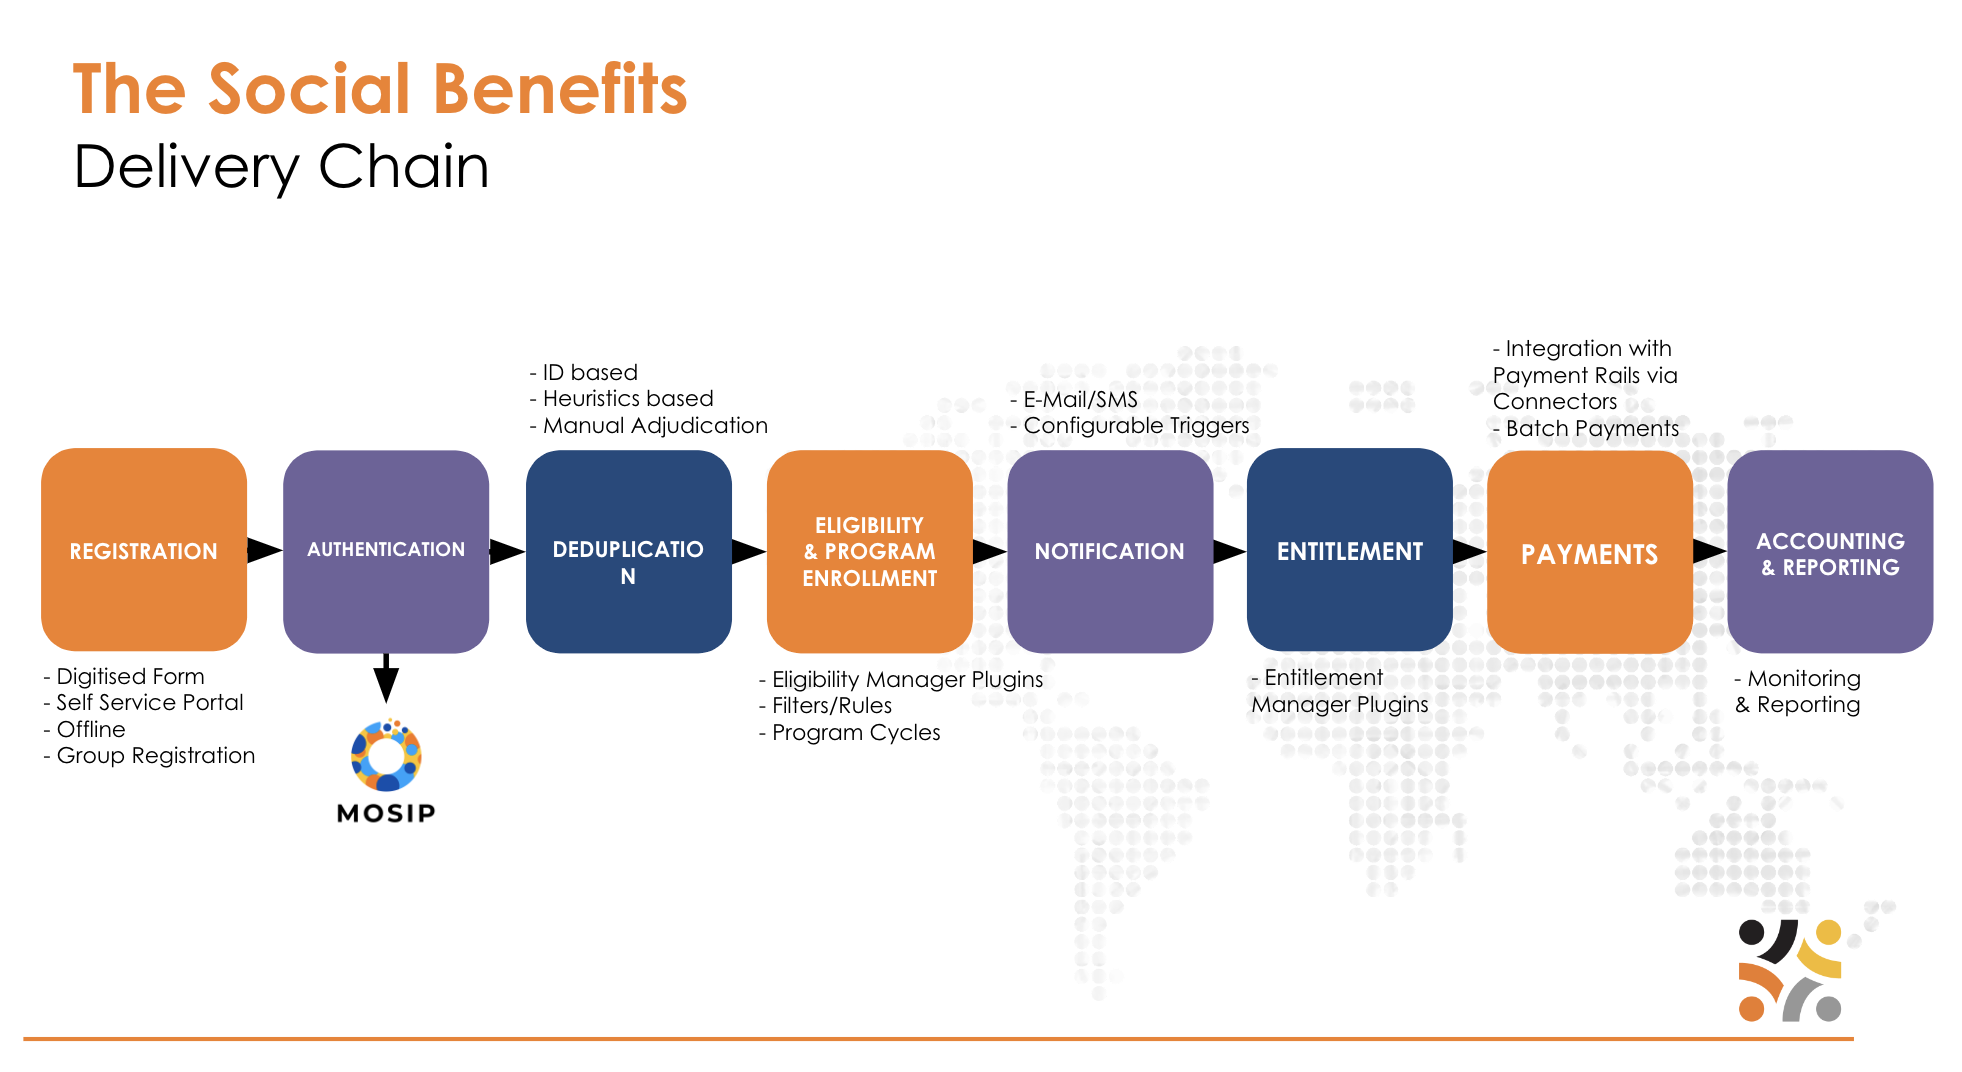 The Social Benefits
Delivery Chain
REGISTRATION
- Digitised Form
- Self Service Portal
- Offline
- Group Registration
AUTHENTICATION
MOSIP
- ID based
- Heuristics based
- Manual Adjudication
DEDUPLICATIO
N
ELIGIBILITY
& PROGRAM
ENROLLMENT
- Eligibility Manager Plugins
- Filters/Rules
- Program Cycles
- E-Mail/SMS
- Configurable Triggers
NOTIFICATION
ENTITLEMENT
- Entitlement
Manager Plugins
- Integration with
Payment Rails via
Connectors
- Batch Payments
PAYMENTS
ACCOUNTING
& REPORTING
- Monitoring
& Reporting